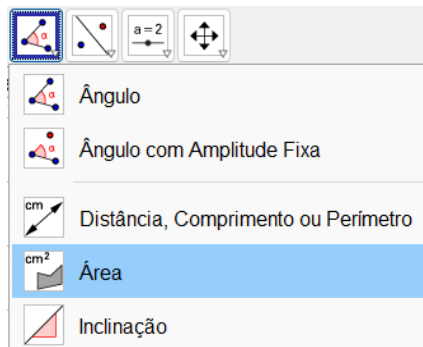 α
a=2
α
Ângulo
α
Ângulo com Amplitude Fixa
cm
Distância, Comprimento ou Perímetro
cm²
Área
Inclinação